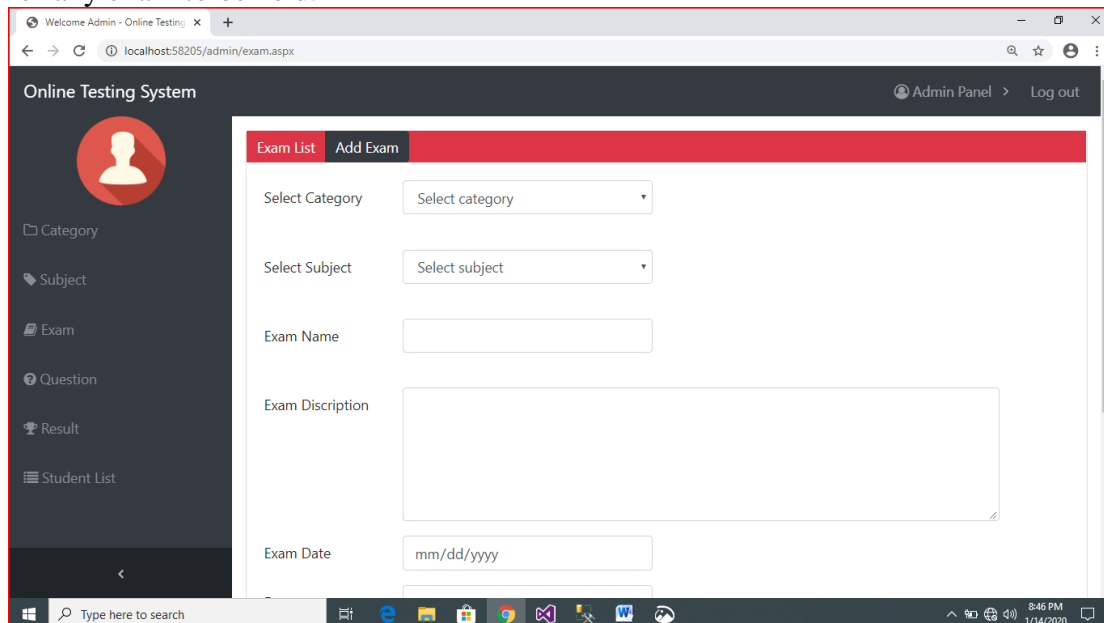 Welcome Admin - Online Testing
localhost:58205/admin/exam.aspx
Online Testing System
Admin Panel > Log out
Exam List Add Exam
Select Category Select category
Category
Select Subject Select subject
Subject
Exam Name
Exam
Question
Exam Discription
Result
Student List
Exam Date mm/dd/yyyy
Type here to search
8:46 PM
1/14/2020